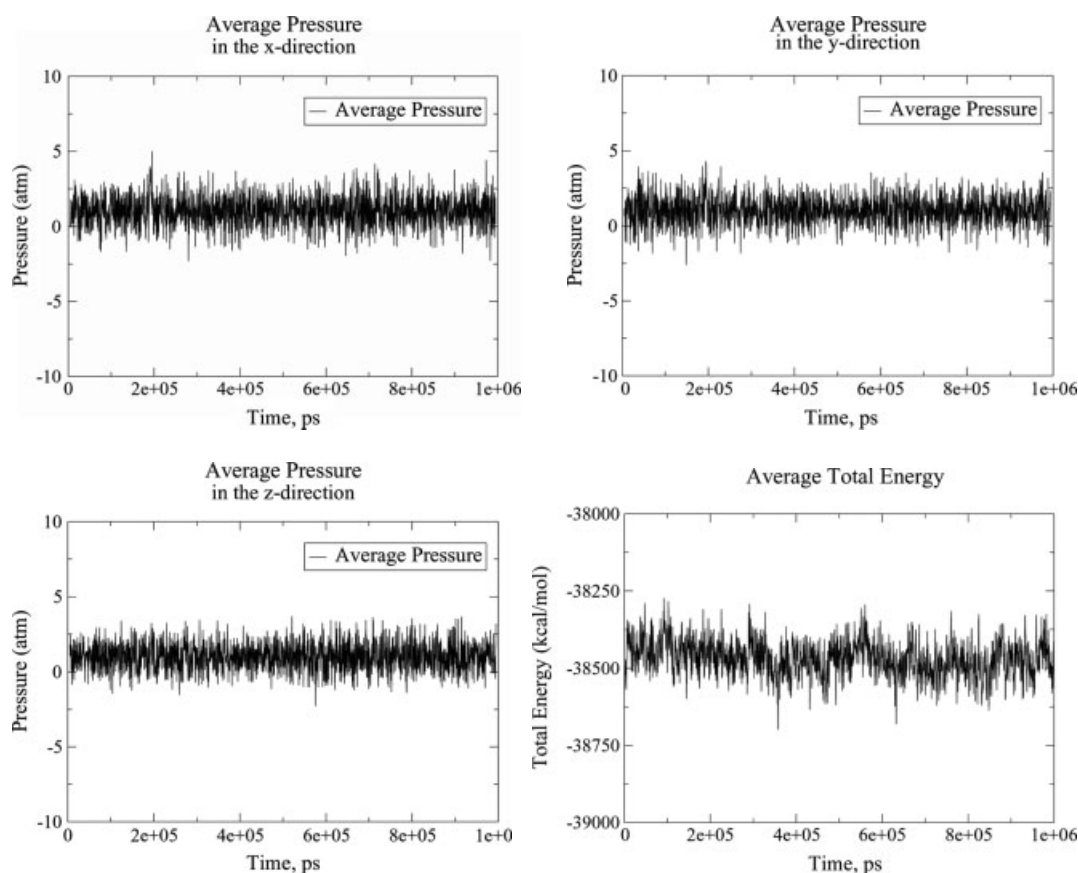 Average Pressure
in the x-direction
10
5
0
-5
-10
Pressure (atm)
Average Pressure
0
2e+05
4e+05
6e+05
8e+05
1e+06
Time, ps
Average Pressure
in the y-direction
10
5
0
-5
-10
Pressure (atm)
Average Pressure
0
2e+05
4e+05
6e+05
8e+05
1e+06
Time, ps
Average Pressure
in the z-direction
10
5
0
-5
-10
Pressure (atm)
Average Pressure
0
2e+05
4e+05
6e+05
8e+05
1e+0
Time, ps
Average Total Energy
-38000
-38250
-38500
-38750
-39000
Total Energy (kcal/mol)
0
2e+05
4e+05
6e+05
8e+05
1e+06
Time, ps